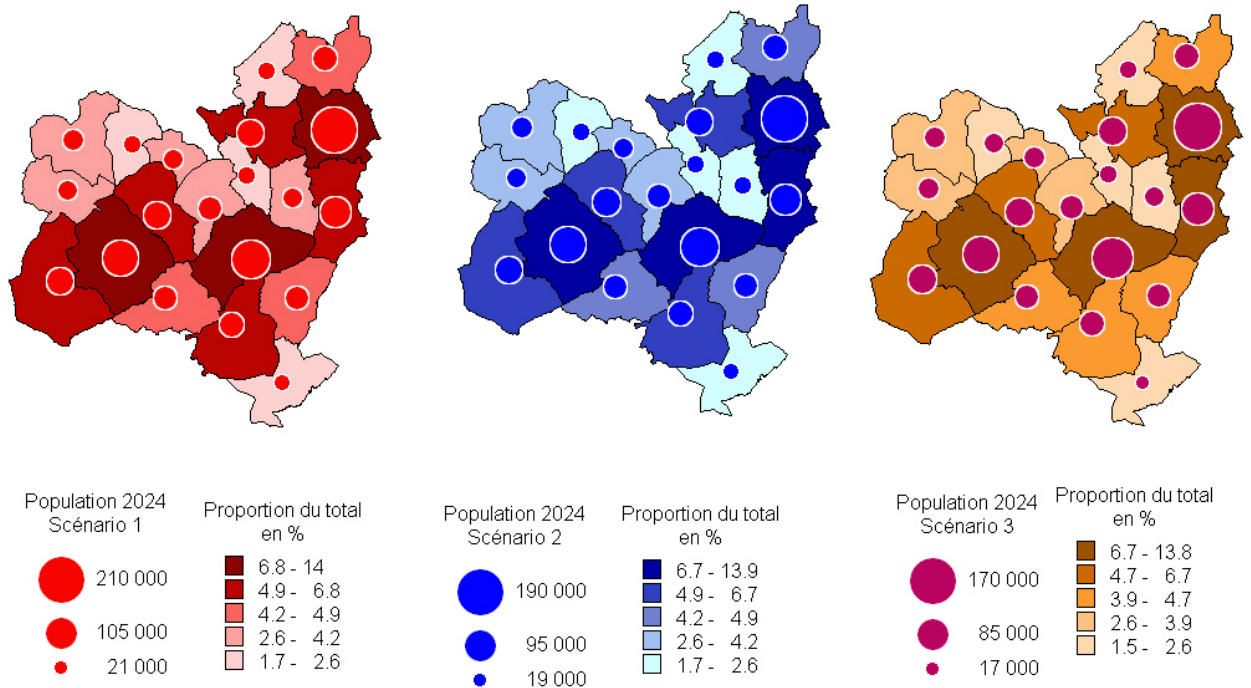 Population 2024
Scénario 1
210 000
105 000
21 000
Proportion du total
en %
6.8 - 14
4.9 - 6.8
4.2 - 4.9
2.6 - 4.2
1.7 - 2.6
Population 2024
Scénario 2
190 000
95 000
19 000
Proportion du total
en %
6.7 - 13.9
4.9 - 6.7
4.2 - 4.9
2.6 - 4.2
1.7 - 2.6
Population 2024
Scénario 3
170 000
85 000
17 000
Proportion du total
en %
6.7 - 13.8
4.7 - 6.7
3.9 - 4.7
2.6 - 3.9
1.5 - 2.6